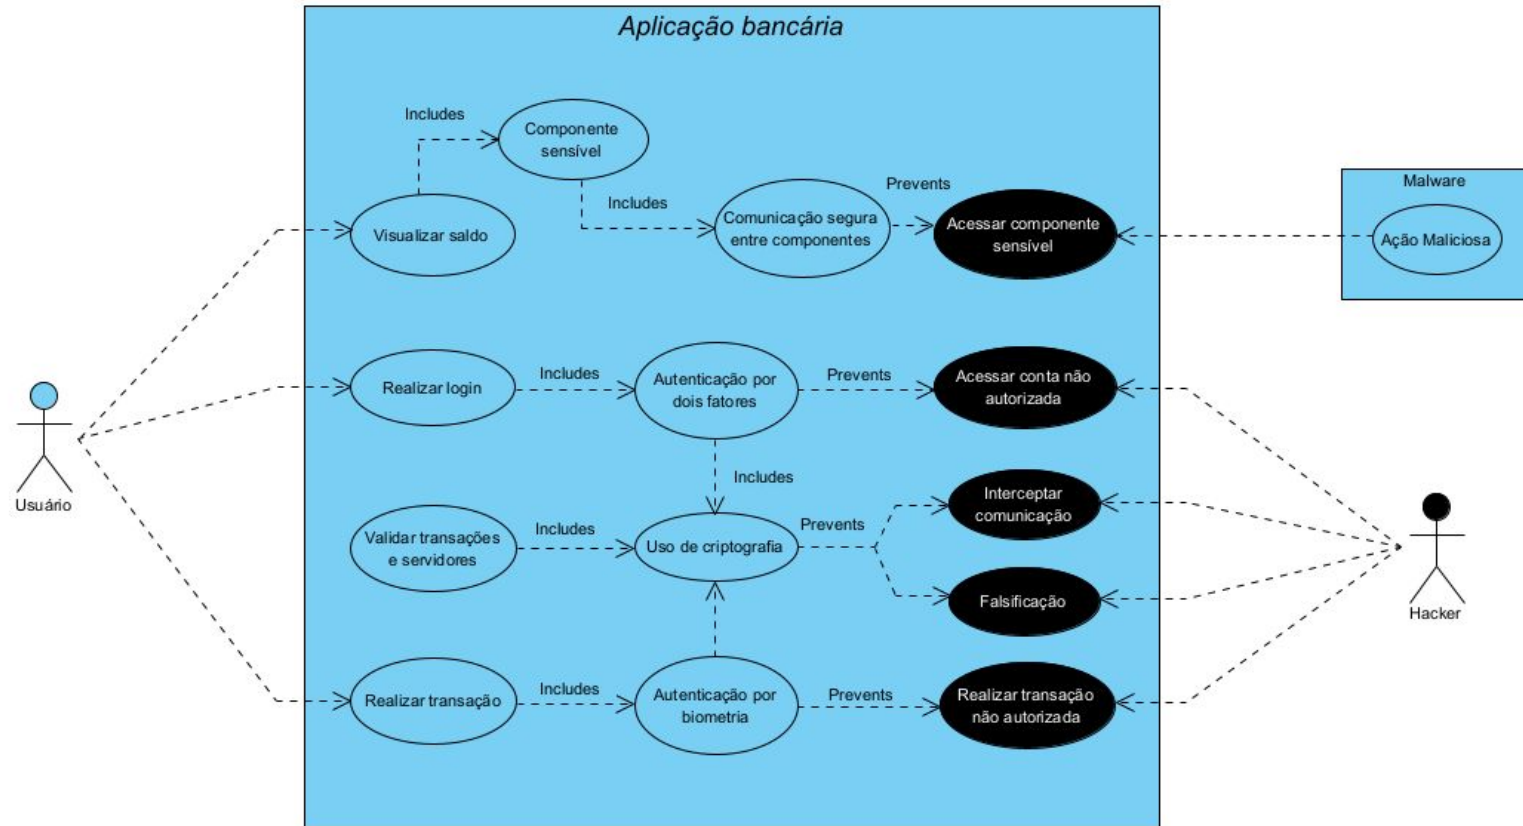 Aplicação bancária
Includes
Componente
sensível
Includes
Prevents
Visualizar saldo
Comunicação segura
entre componentes
Acessar componente
sensível
Malware
Ação Maliciosa
Realizar login
Includes
Autenticação por
dois fatores
Prevents
Acessar conta não
autorizada
Usuário
Includes
Validar transações
e servidores
Includes
Uso de criptografia
Prevents
Interceptar
comunicação
Falsificação
Hacker
Realizar transação
Includes
Autenticação por
biometria
Prevents
Realizar transação
não autorizada